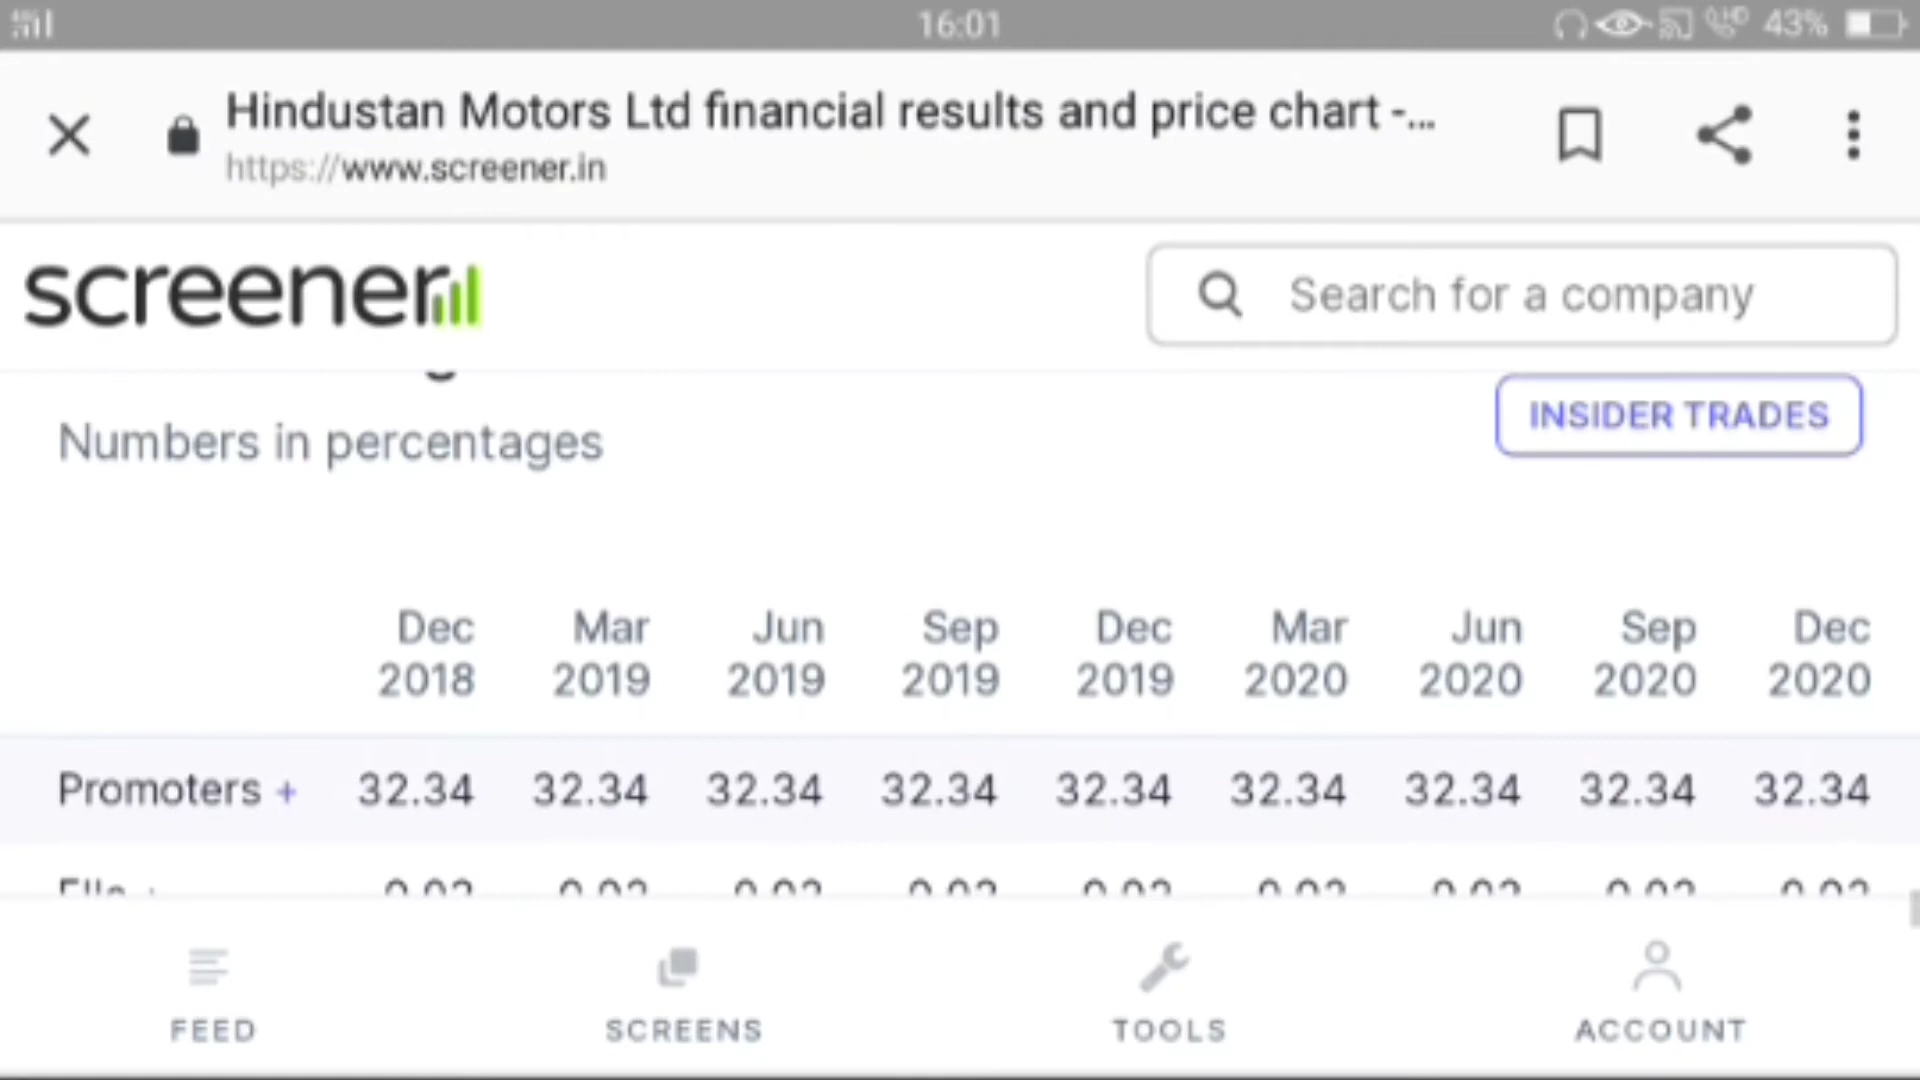 16:01
43%
Hindustan Motors Ltd financial results and price chart -...
https://www.screener.in
screener
Search for a company
INSIDER TRADES
Numbers in percentages
Dec Mar Jun Sep Dec Mar Jun Sep Dec
2018 2019 2019 2019 2019 2020 2020 2020 2020
Promoters + 32.34 32.34 32.34 32.34 32.34 32.34 32.34 32.34 32.34
FEED SCREENS TOOLS ACCOUNT